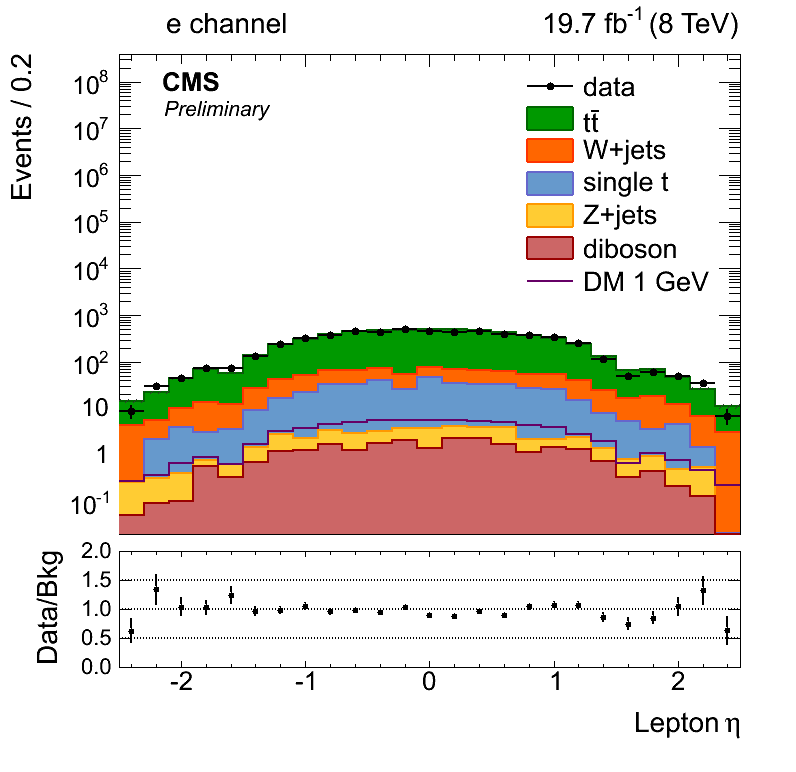 e channel 19.7 fb⁻¹ (8 TeV)
CMS
Preliminary
Events / 0.2
10⁸
10⁷
10⁶
10⁵
10⁴
10³
10²
10
1
10⁻¹
data
tt̄
W+jets
single t
Z+jets
diboson
DM 1 GeV
Data/Bkg
2.0
1.5
1.0
0.5
0.0
-2 -1 0 1 2
Lepton η